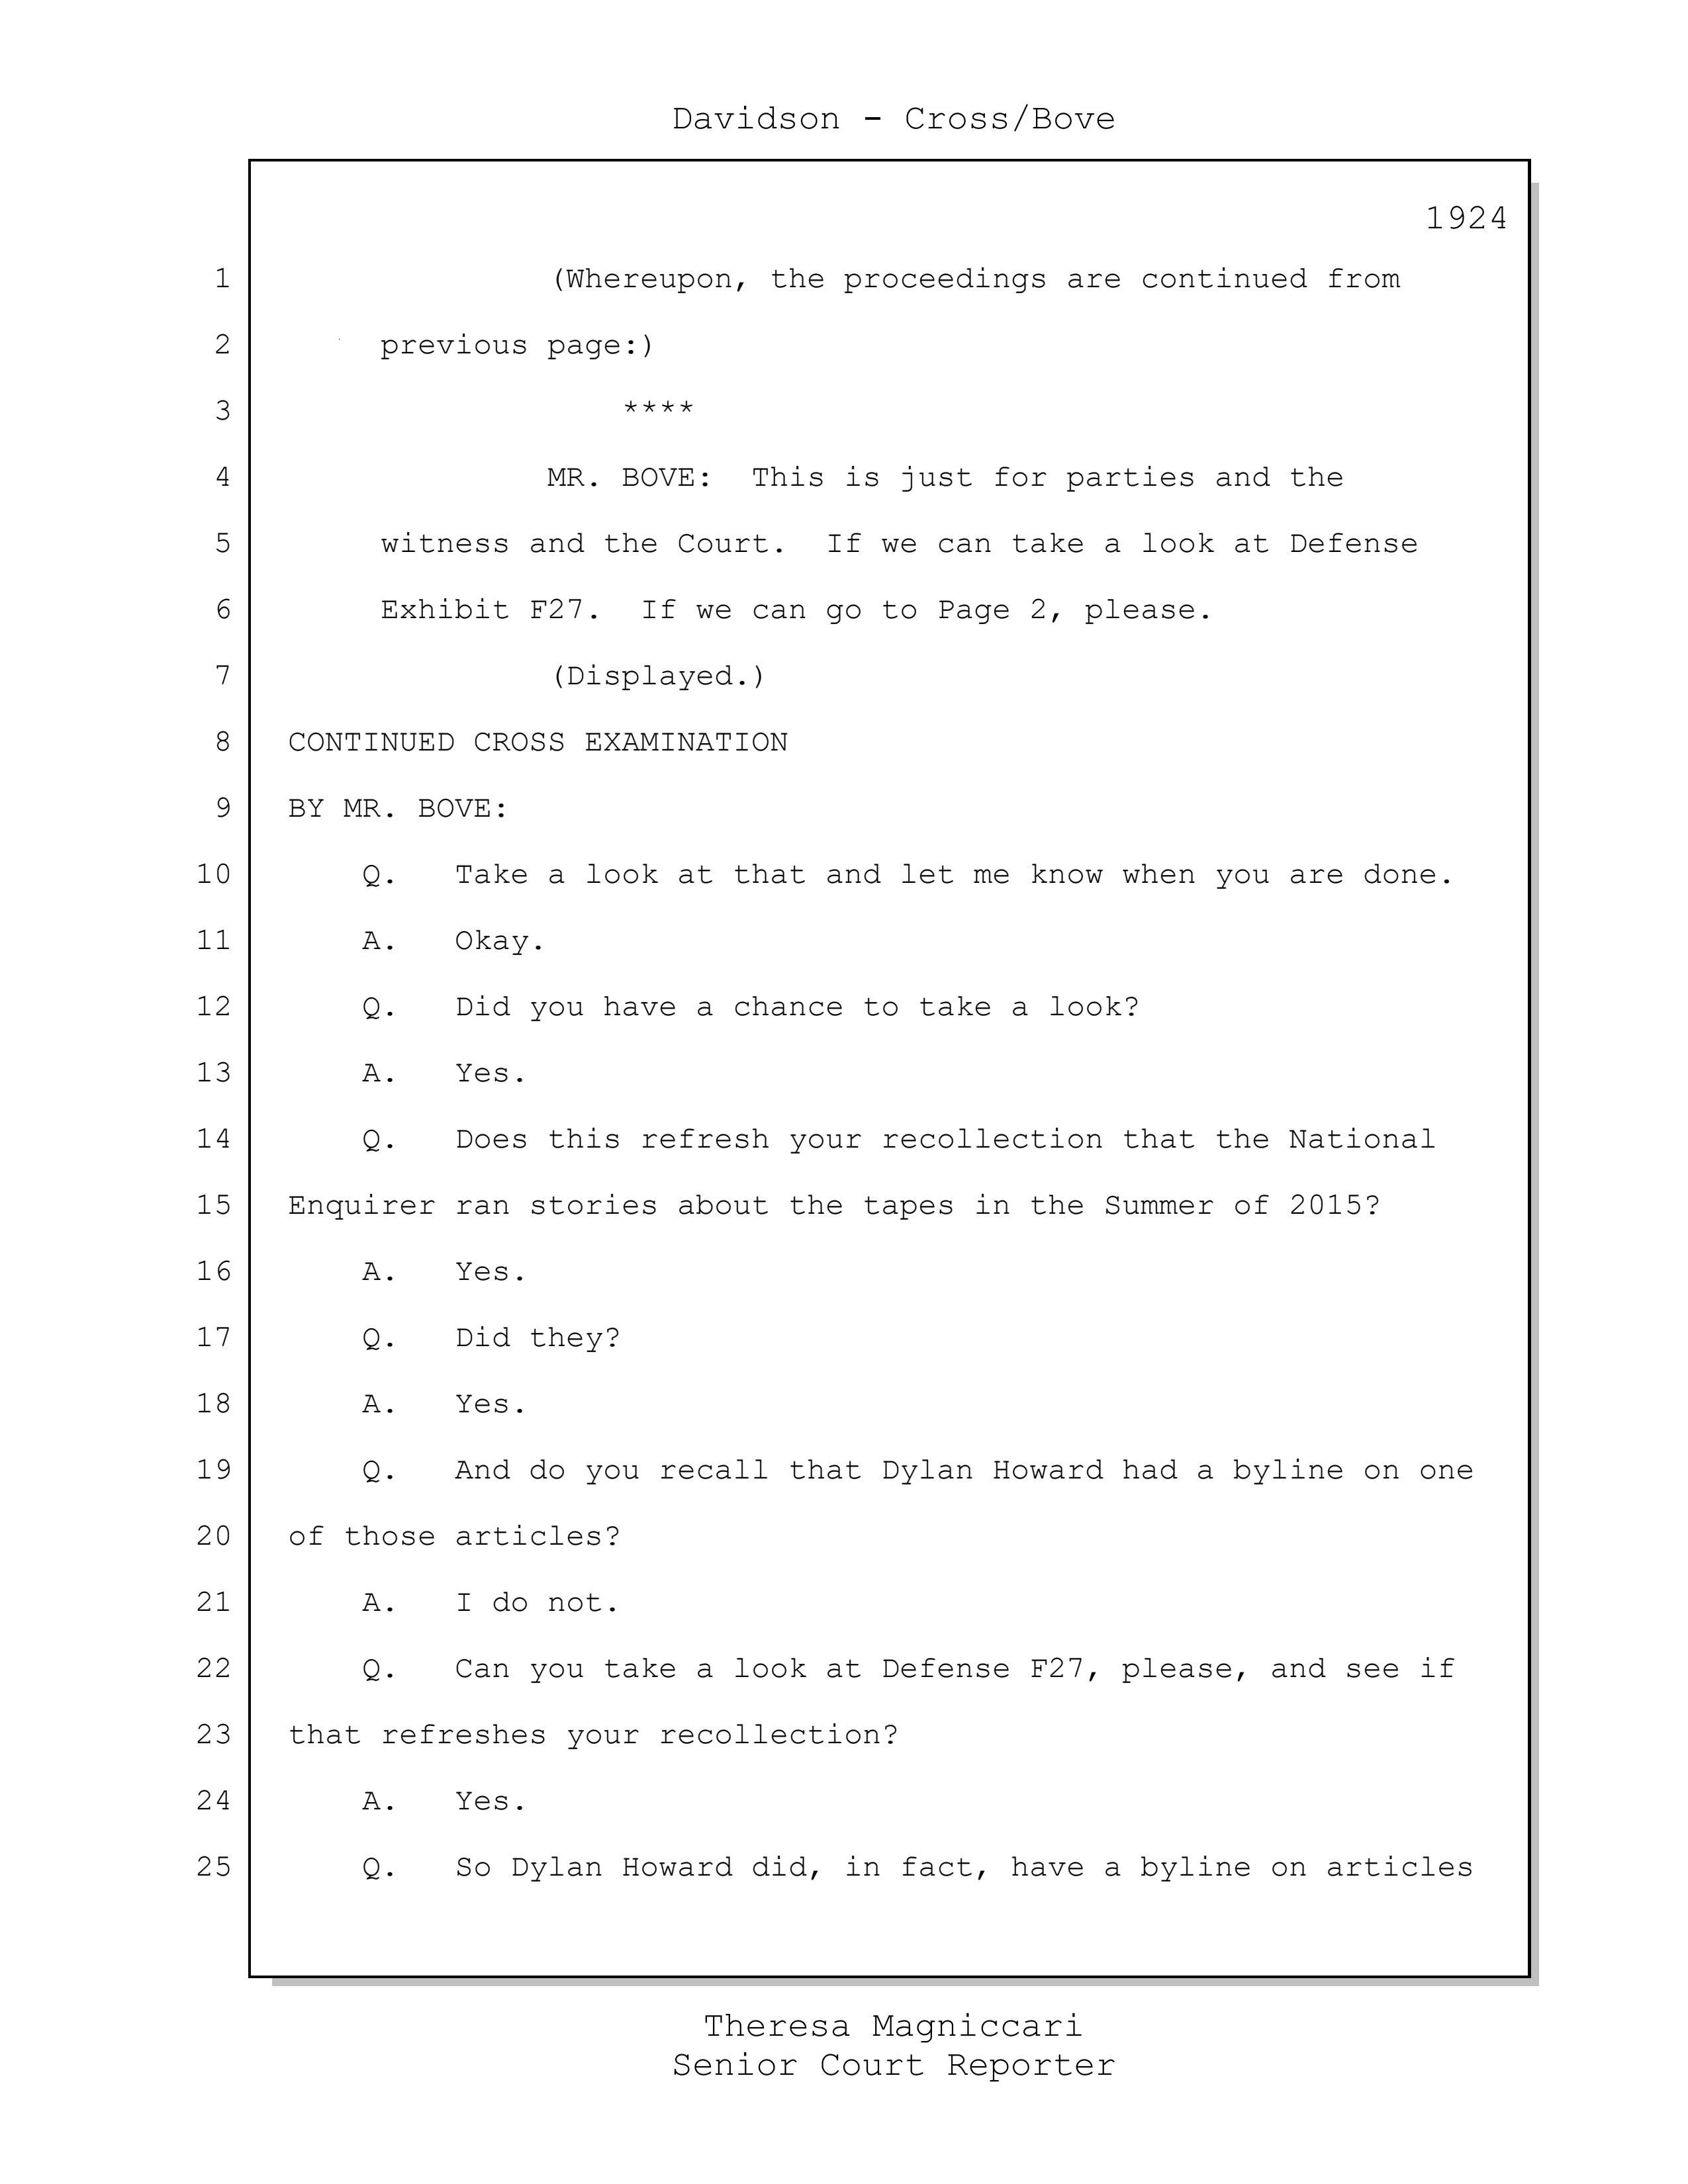 Davidson - Cross/Bove
1924
1 (Whereupon, the proceedings are continued from
2 previous page:)
3 ****
4 MR. BOVE: This is just for parties and the
5 witness and the Court. If we can take a look at Defense
6 Exhibit F27. If we can go to Page 2, please.
7 (Displayed.)
8 CONTINUED CROSS EXAMINATION
9 BY MR. BOVE:
10 Q. Take a look at that and let me know when you are done.
11 A. Okay.
12 Q. Did you have a chance to take a look?
13 A. Yes.
14 Q. Does this refresh your recollection that the National
15 Enquirer ran stories about the tapes in the Summer of 2015?
16 A. Yes.
17 Q. Did they?
18 A. Yes.
19 Q. And do you recall that Dylan Howard had a byline on one
20 of those articles?
21 A. I do not.
22 Q. Can you take a look at Defense F27, please, and see if
23 that refreshes your recollection?
24 A. Yes.
25 Q. So Dylan Howard did, in fact, have a byline on articles
Theresa Magniccari
Senior Court Reporter